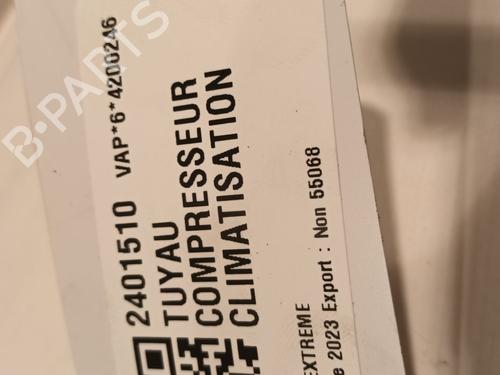 2401510 VAP*6*4200246
TUYAU
COMPRESSEUR
CLIMATISATION
EXTREME
2023 Export : Non 55068
B-PARTS